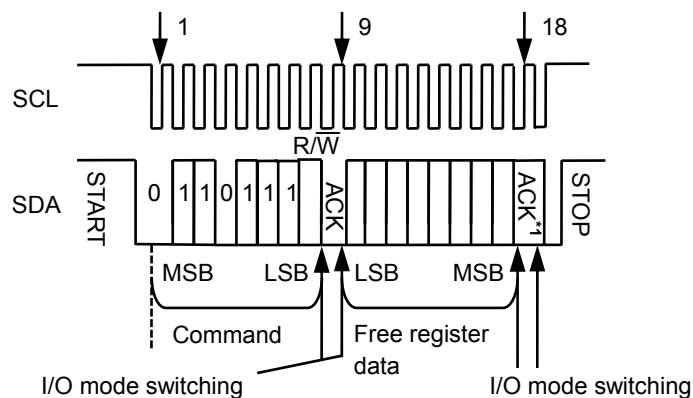 1 9 18
SCL
R/W
SDA
START 0 1 1 0 1 1 1 ACK ACK*1 STOP
MSB LSB LSB MSB
Command Free register
data
I/O mode switching I/O mode switching